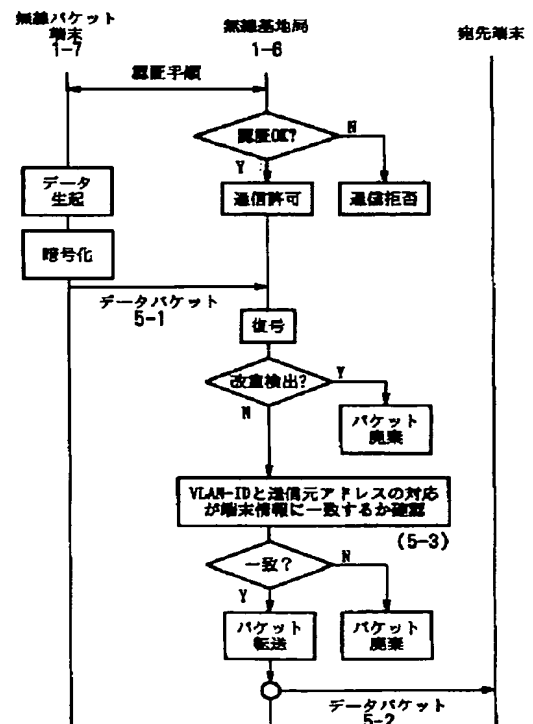 無線パケット
端末
1-7
無線基地局
1-6
宛先端末
認証手順
認証OK?
N
Y
データ
生起
通信許可
通信拒否
暗号化
データパケット
5-1
復号
改竄検出?
Y
N
パケット
廃棄
VLAN-IDと送信元アドレスの対応
が端末情報に一致するか確認
(5-3)
一致?
N
Y
パケット
転送
パケット
廃棄
データパケット
5-2